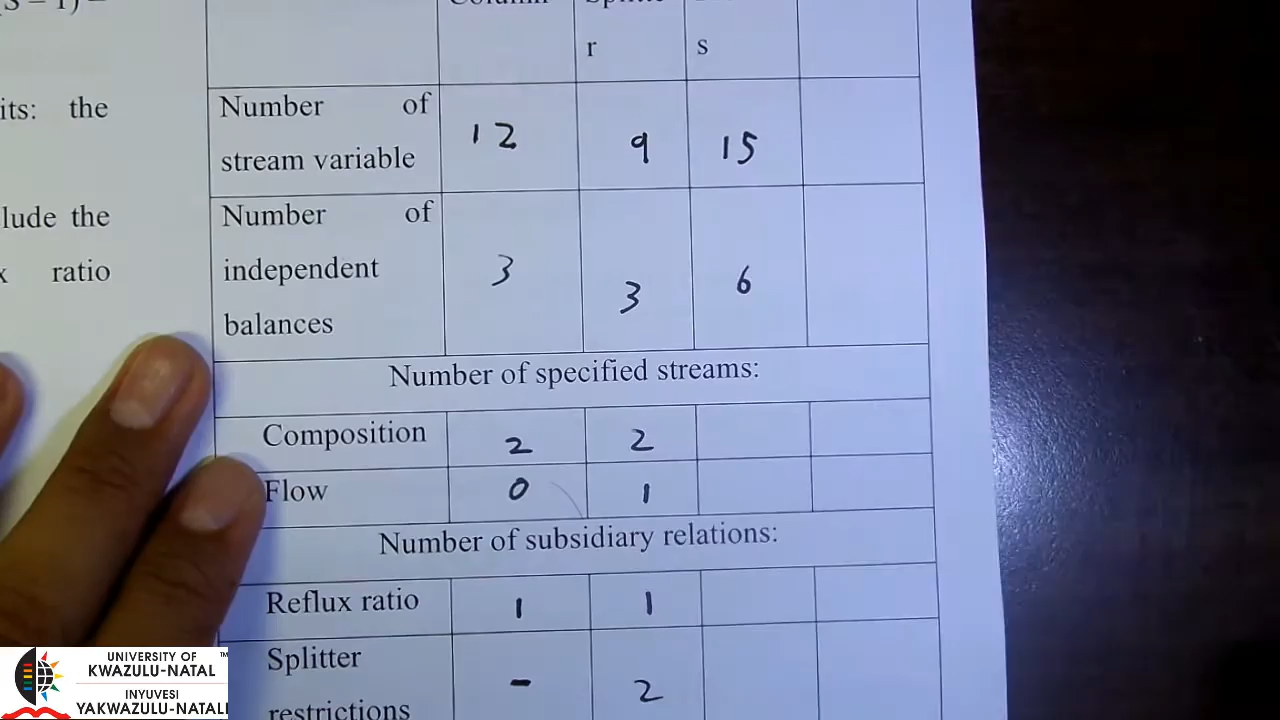 its: the
lude the
x ratio
r
s
Number of
stream variable
12
9
15
Number of
independent
balances
3
3
6
Number of specified streams:
Composition
2
2
Flow
0
1
Number of subsidiary relations:
Reflux ratio
1
1
Splitter
restrictions
-
2
UNIVERSITY OF
KWAZULU-NATAL
TM
INYUVESI
YAKWAZULU-NATALI